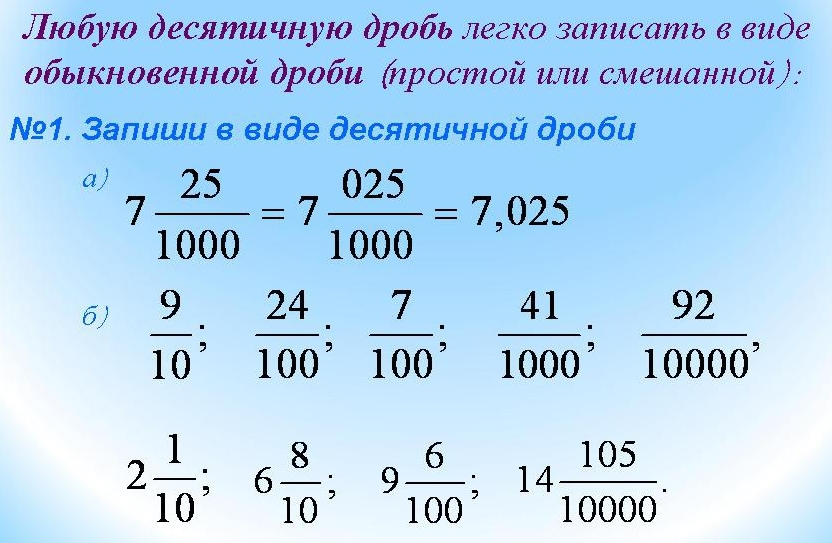 Любую десятичную дробь легко записать в виде
обыкновенной дроби (простой или смешанной):
№1. Запиши в виде десятичной дроби
а) 7 25/1000 = 7 025/1000 = 7,025
б) 9/10; 24/100; 7/100; 41/1000; 92/10000,
2 1/10; 6 8/10; 9 6/100; 14 105/10000.